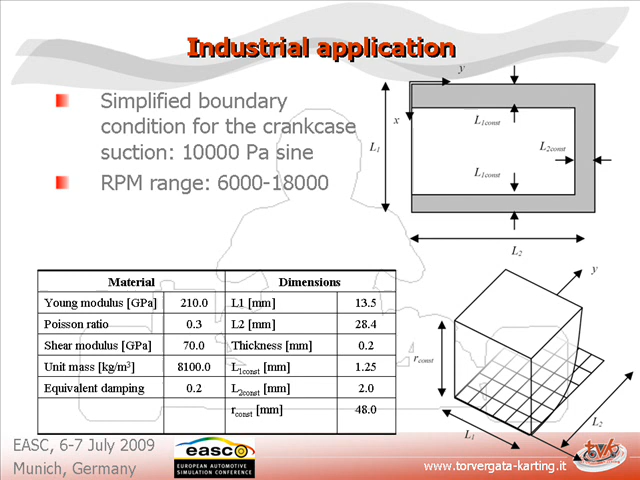 Industrial application
Simplified boundary
condition for the crankcase
suction: 10000 Pa sine
RPM range: 6000-18000
y
x
L1
L1const
L2const
L1const
L2
Material Dimensions
Young modulus [GPa] 210.0 L1 [mm] 13.5
Poisson ratio 0.3 L2 [mm] 28.4
Shear modulus [GPa] 70.0 Thickness [mm] 0.2
Unit mass [kg/m³] 8100.0 L1const [mm] 1.25
Equivalent damping 0.2 L2const [mm] 2.0
rconst [mm] 48.0
y
rconst
L1
L2
EASC, 6-7 July 2009
Munich, Germany
easco
EUROPEAN AUTOMOTIVE
SIMULATION CONFERENCE
www.torvergata-karting.it